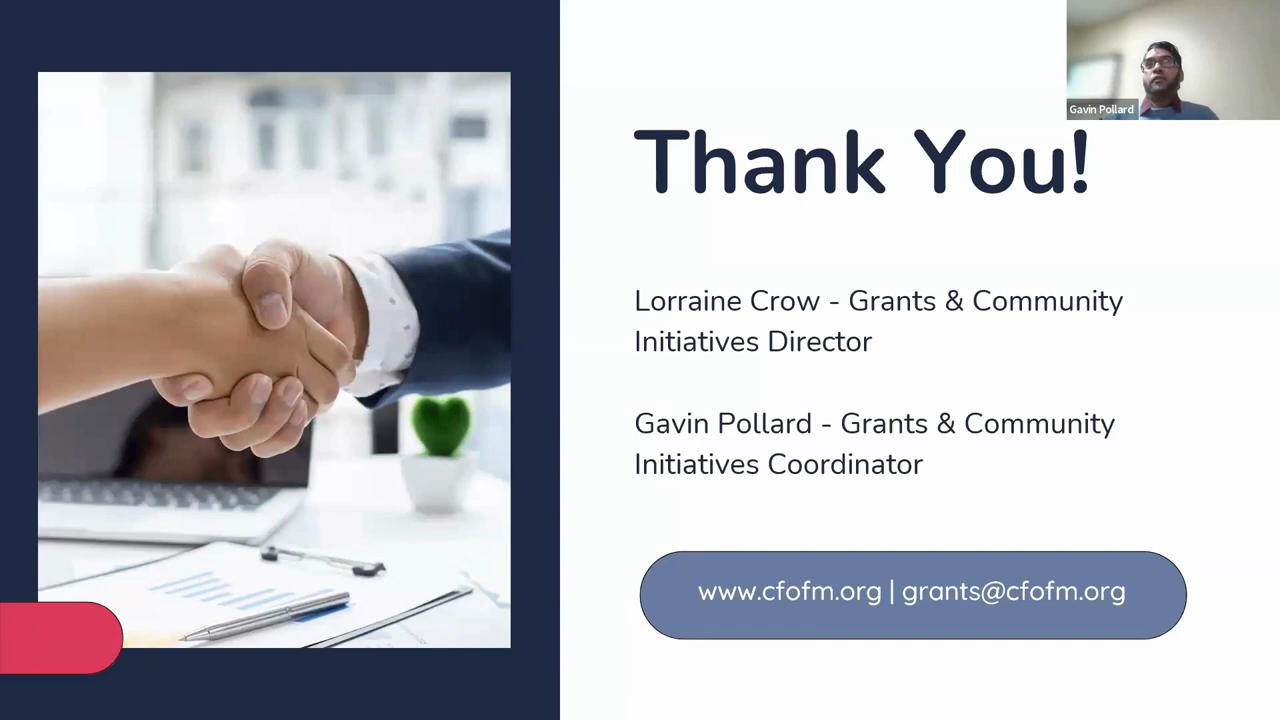 Gavin Pollard
Thank You!
Lorraine Crow - Grants & Community
Initiatives Director
Gavin Pollard - Grants & Community
Initiatives Coordinator
www.cfofm.org | grants@cfofm.org